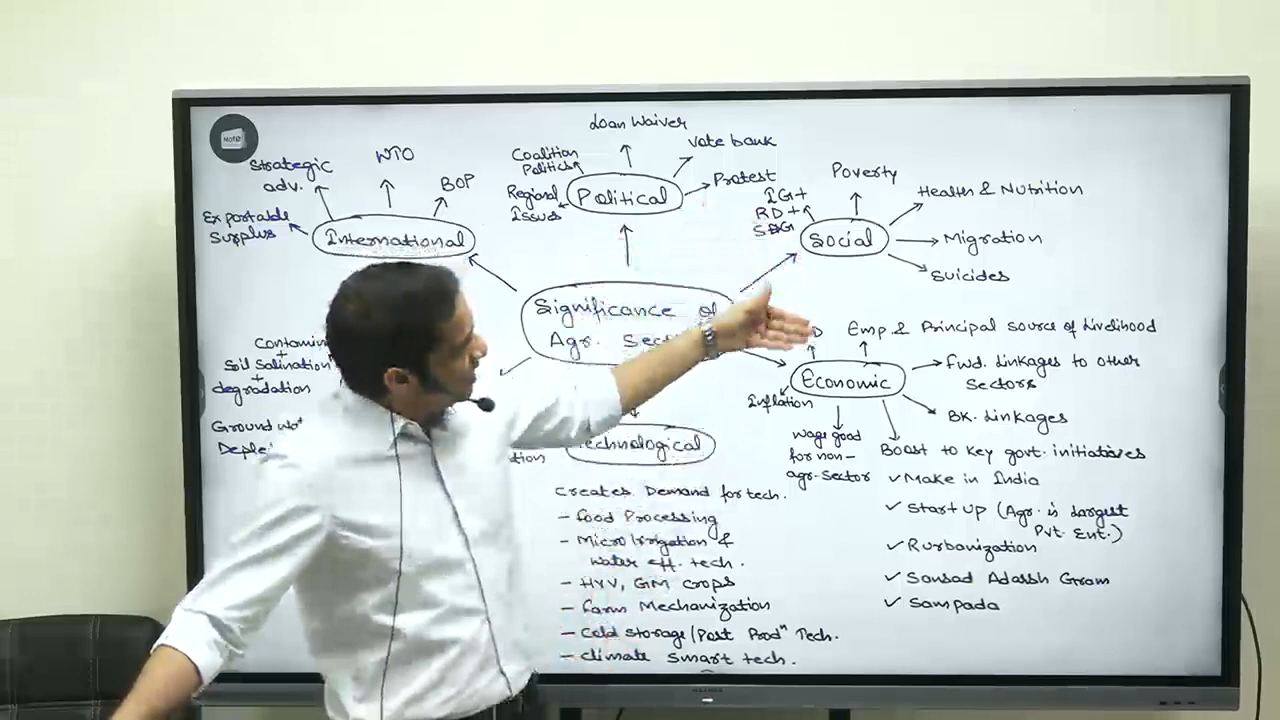 Note
Loan Waiver
Coalition
Politics
Vote bank
Regional
Issues
Political
Protest
Strategic
adv.
WTO
BOP
Exportable
Surplus
International
IG+
RD+
SDG
Poverty
Health & Nutrition
Social
Migration
Suicides
Significance of
Agr.
Emp & Principal source of Livelihood
Fwd. Linkages to other
Sectors
Economic
Inflation
BK. Linkages
Wage good
for non-
agr. Sector
Boost to key govt. initiatives
✓ Make in India
✓ Start up (Agr. is Largest
Pvt. Ent.)
✓ Rurbanization
✓ Sansad Adarsh Gram
✓ Sampada
Soil Salination
+
degradation
Ground
Technological
Creates Demand for tech.
- Food Processing
- Micro Irrigation &
water eff. tech.
- HYV, GM crops
- Farm Mechanization
- Cold Storage/Post Prodⁿ Tech.
- Climate Smart tech.